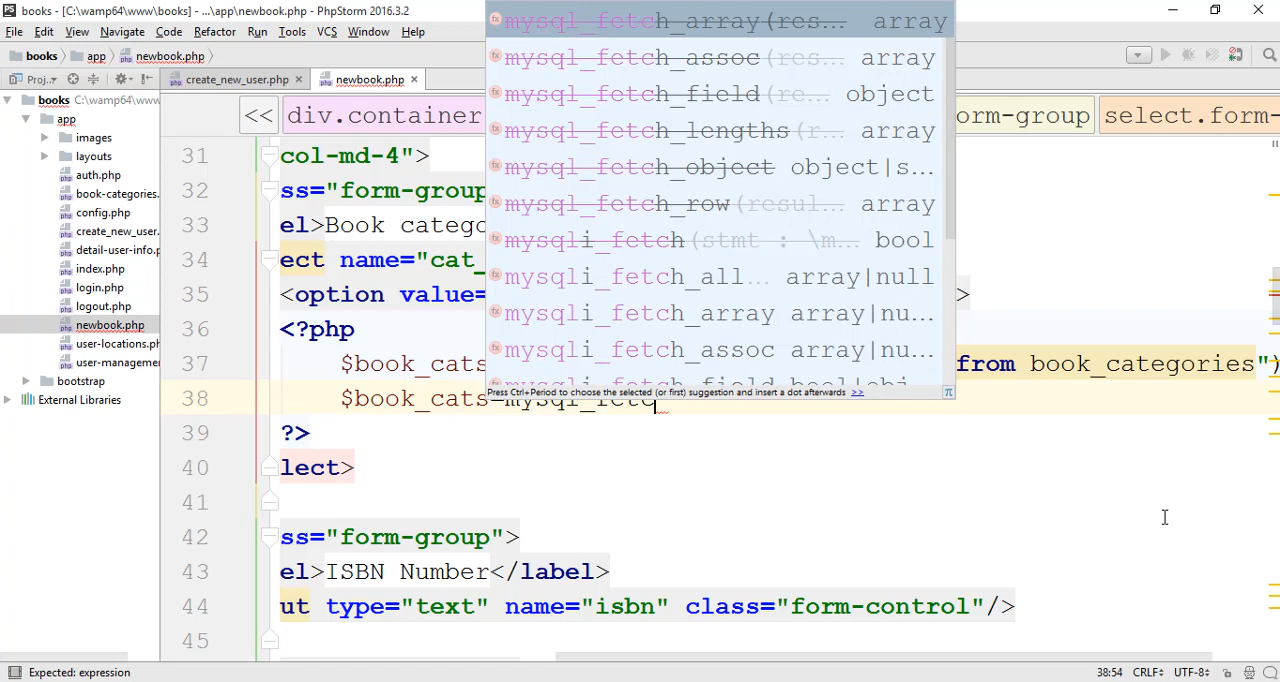 books - [C:\wamp64\www\books] - ...\app\newbook.php - PhpStorm 2016.3.2
File Edit View Navigate Code Refactor Run Tools VCS Window Help
books app newbook.php
Proj... create_new_user.php newbook.php
books C:\wamp64\www
app
images
layouts
auth.php
book-categories.
config.php
create_new_user.
detail-user-info.p
index.php
login.php
logout.php
newbook.php
user-locations.ph
user-manageme
bootstrap
External Libraries
<< div.container orm-group select.form-
31 col-md-4">
32 ss="form-group
33 el>Book catego
34 ect name="cat_
35 <option value= >
36 <?php
37 $book_cats from book_categories")
38 $book_cats=mysql_fetc
39 ?>
40 lect>
41
42 ss="form-group">
43 el>ISBN Number</label>
44 ut type="text" name="isbn" class="form-control"/>
45
mysql_fetch_array(res... array
mysql_fetch_assoc(res... array
mysql_fetch_field(re... object
mysql_fetch_lengths(r... array
mysql_fetch_object object|s...
mysql_fetch_row(resul... array
mysqli_fetch(stmt : \m... bool
mysqli_fetch_all... array|null
mysqli_fetch_array array|nu...
mysqli_fetch_assoc array|nu...
mysqli_fetch_field bool|obj...
Press Ctrl+Period to choose the selected (or first) suggestion and insert a dot afterwards >> π
Expected: expression 38:54 CRLF UTF-8